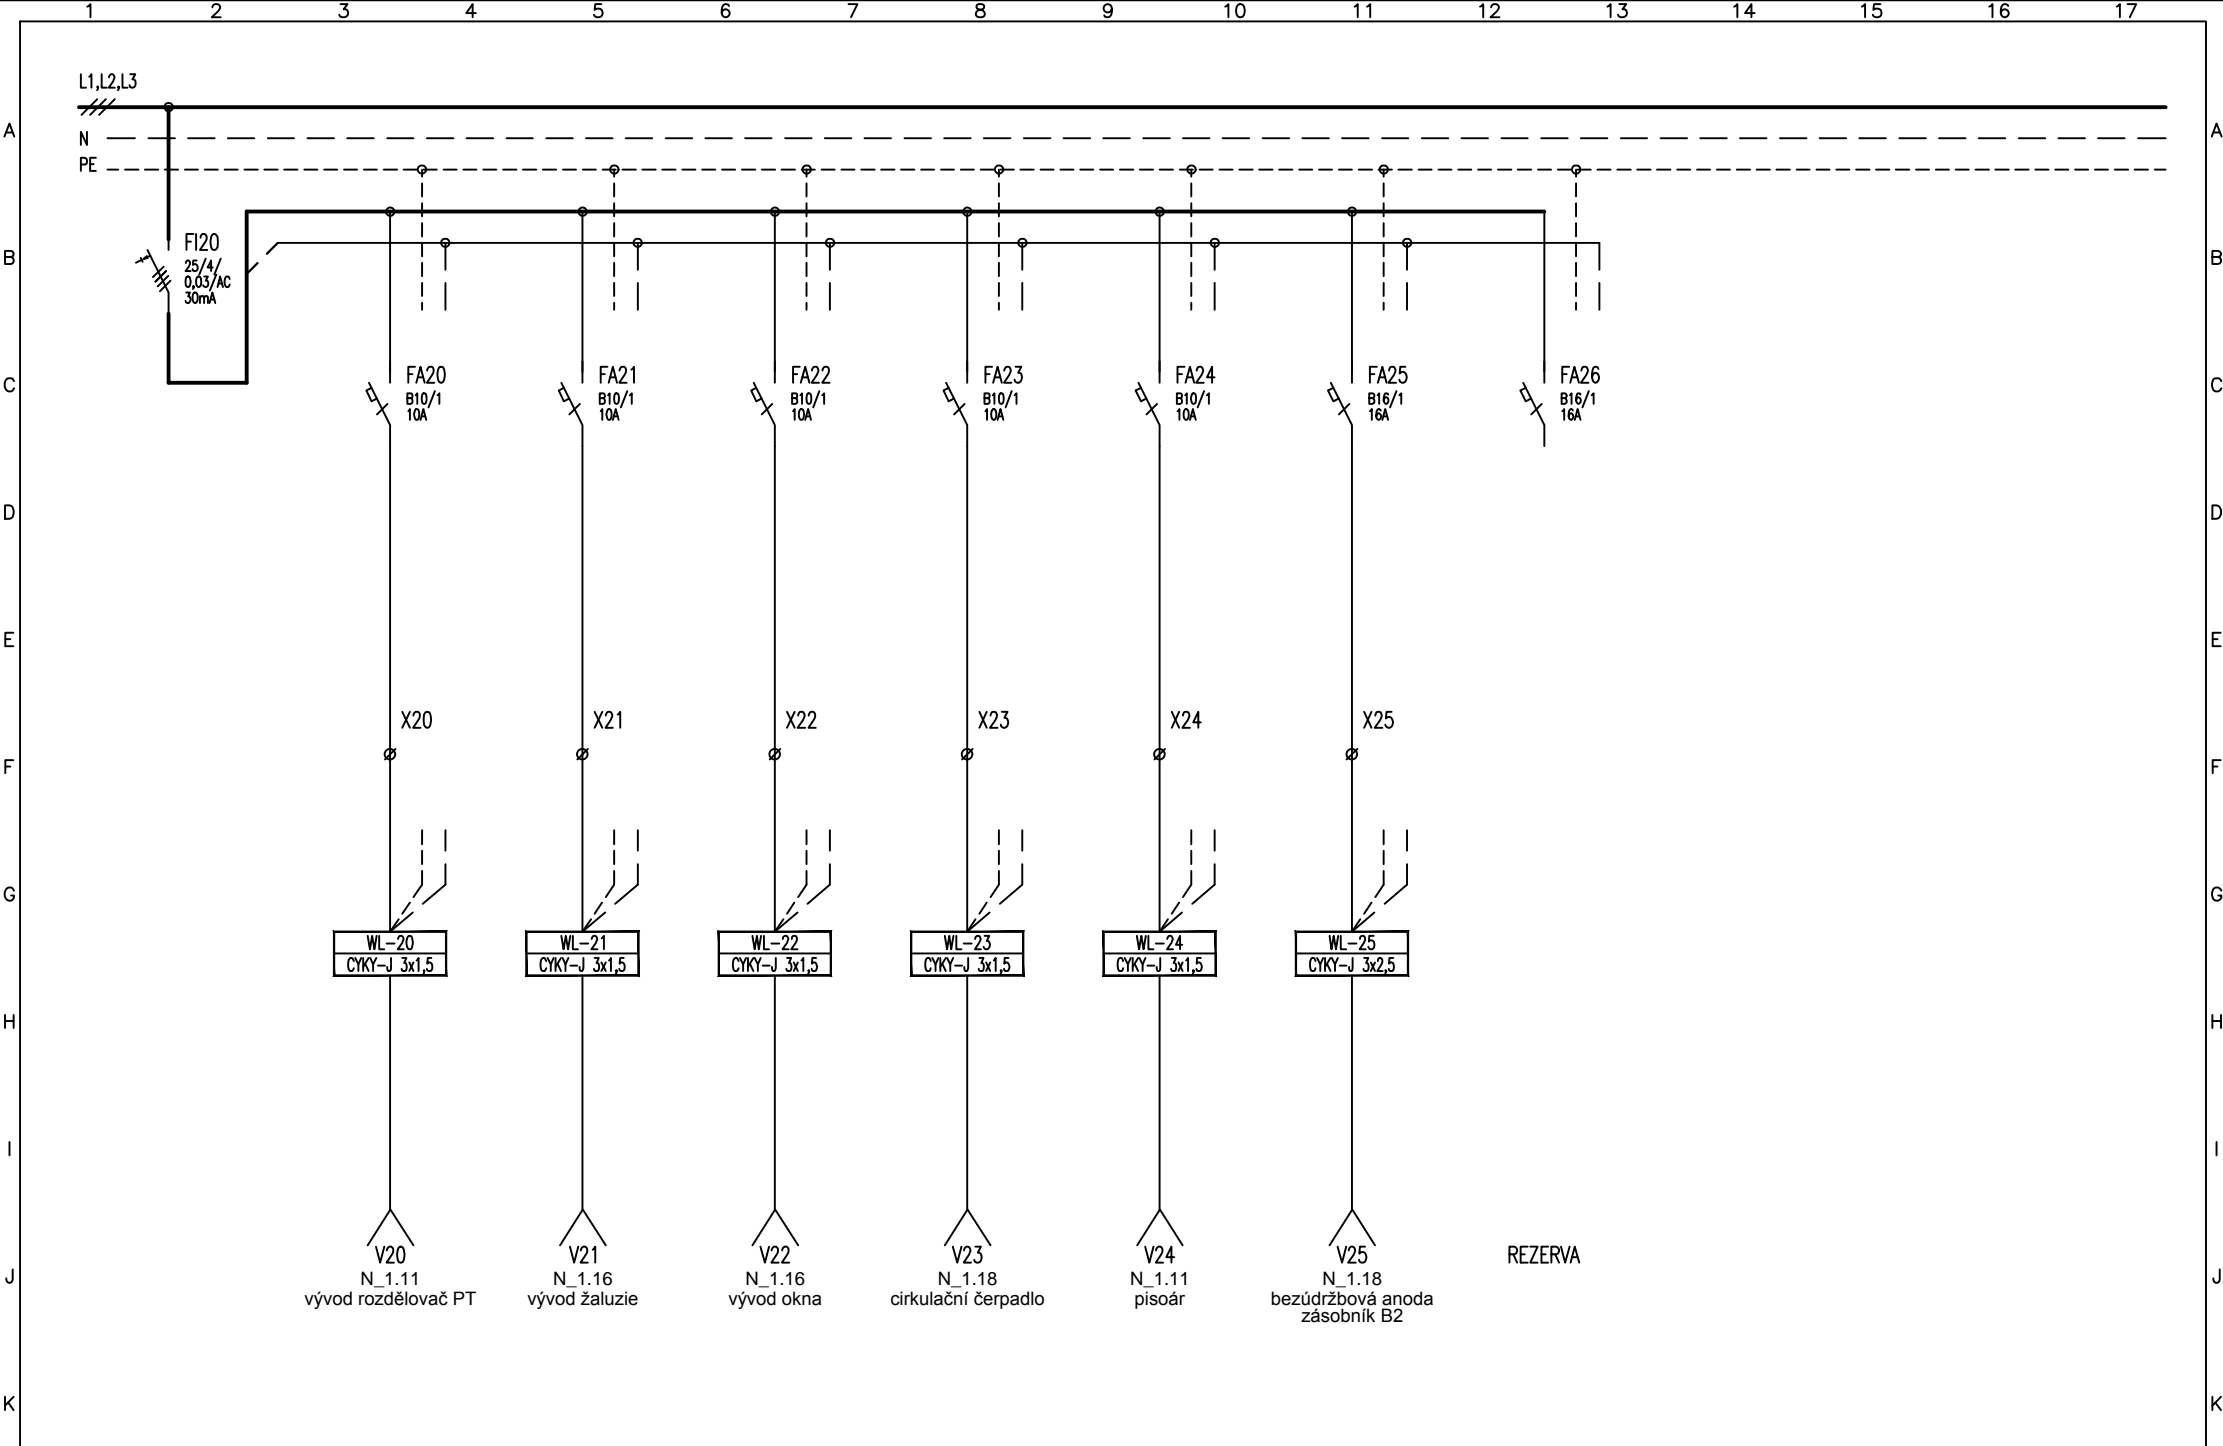 1 2 3 4 5 6 7 8 9 10 11 12 13 14 15 16 17
L1,L2,L3
A A
N
PE
B B
FI20
25/4/
0,03/AC
30mA
C C
FA20 FA21 FA22 FA23 FA24 FA25 FA26
B10/1 B10/1 B10/1 B10/1 B10/1 B16/1 B16/1
10A 10A 10A 10A 10A 16A 16A
D D
E E
X20 X21 X22 X23 X24 X25
F F
G G
WL-20 WL-21 WL-22 WL-23 WL-24 WL-25
CYKY-J 3x1,5 CYKY-J 3x1,5 CYKY-J 3x1,5 CYKY-J 3x1,5 CYKY-J 3x1,5 CYKY-J 3x2,5
H H
I I
V20 V21 V22 V23 V24 V25 REZERVA
J J
N_1.11 N_1.16 N_1.16 N_1.18 N_1.11 N_1.18
vývod rozdělovač PT vývod žaluzie vývod okna cirkulační čerpadlo pisoár bezúdržbová anoda
zásobník B2
K K